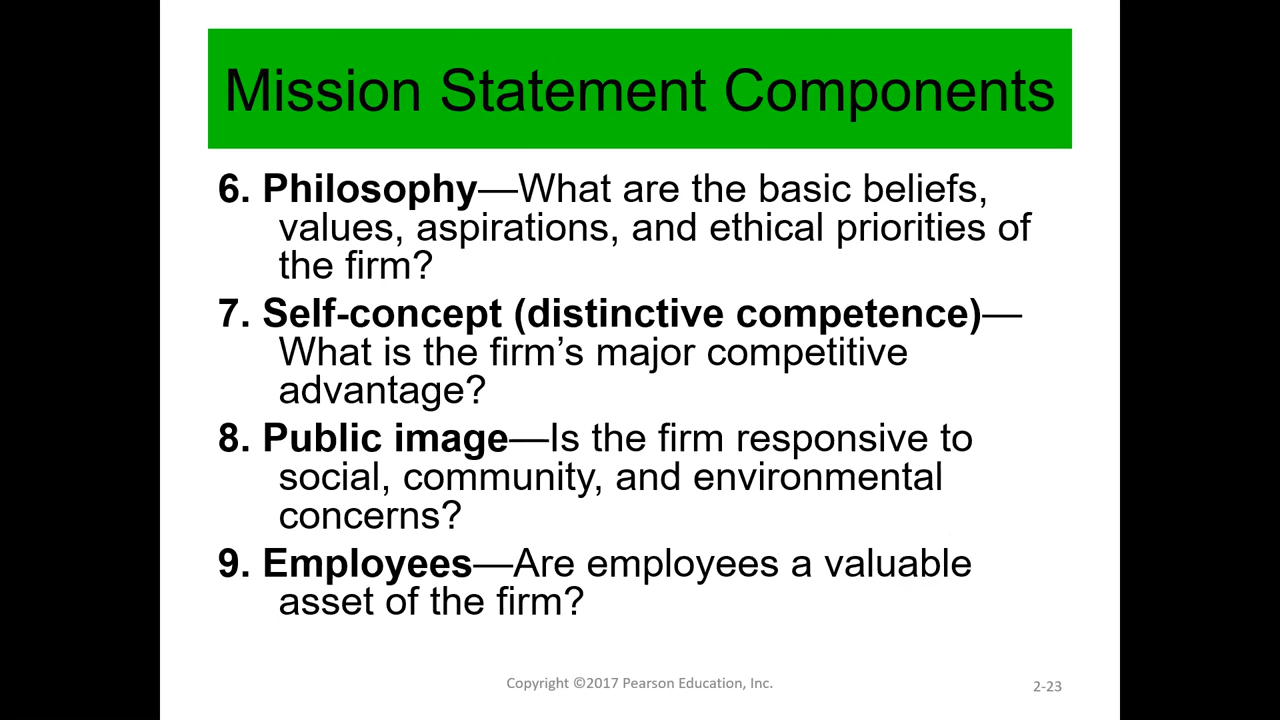 Mission Statement Components
6. Philosophy—What are the basic beliefs,
values, aspirations, and ethical priorities of
the firm?
7. Self-concept (distinctive competence)—
What is the firm’s major competitive
advantage?
8. Public image—Is the firm responsive to
social, community, and environmental
concerns?
9. Employees—Are employees a valuable
asset of the firm?
Copyright ©2017 Pearson Education, Inc.
2-23